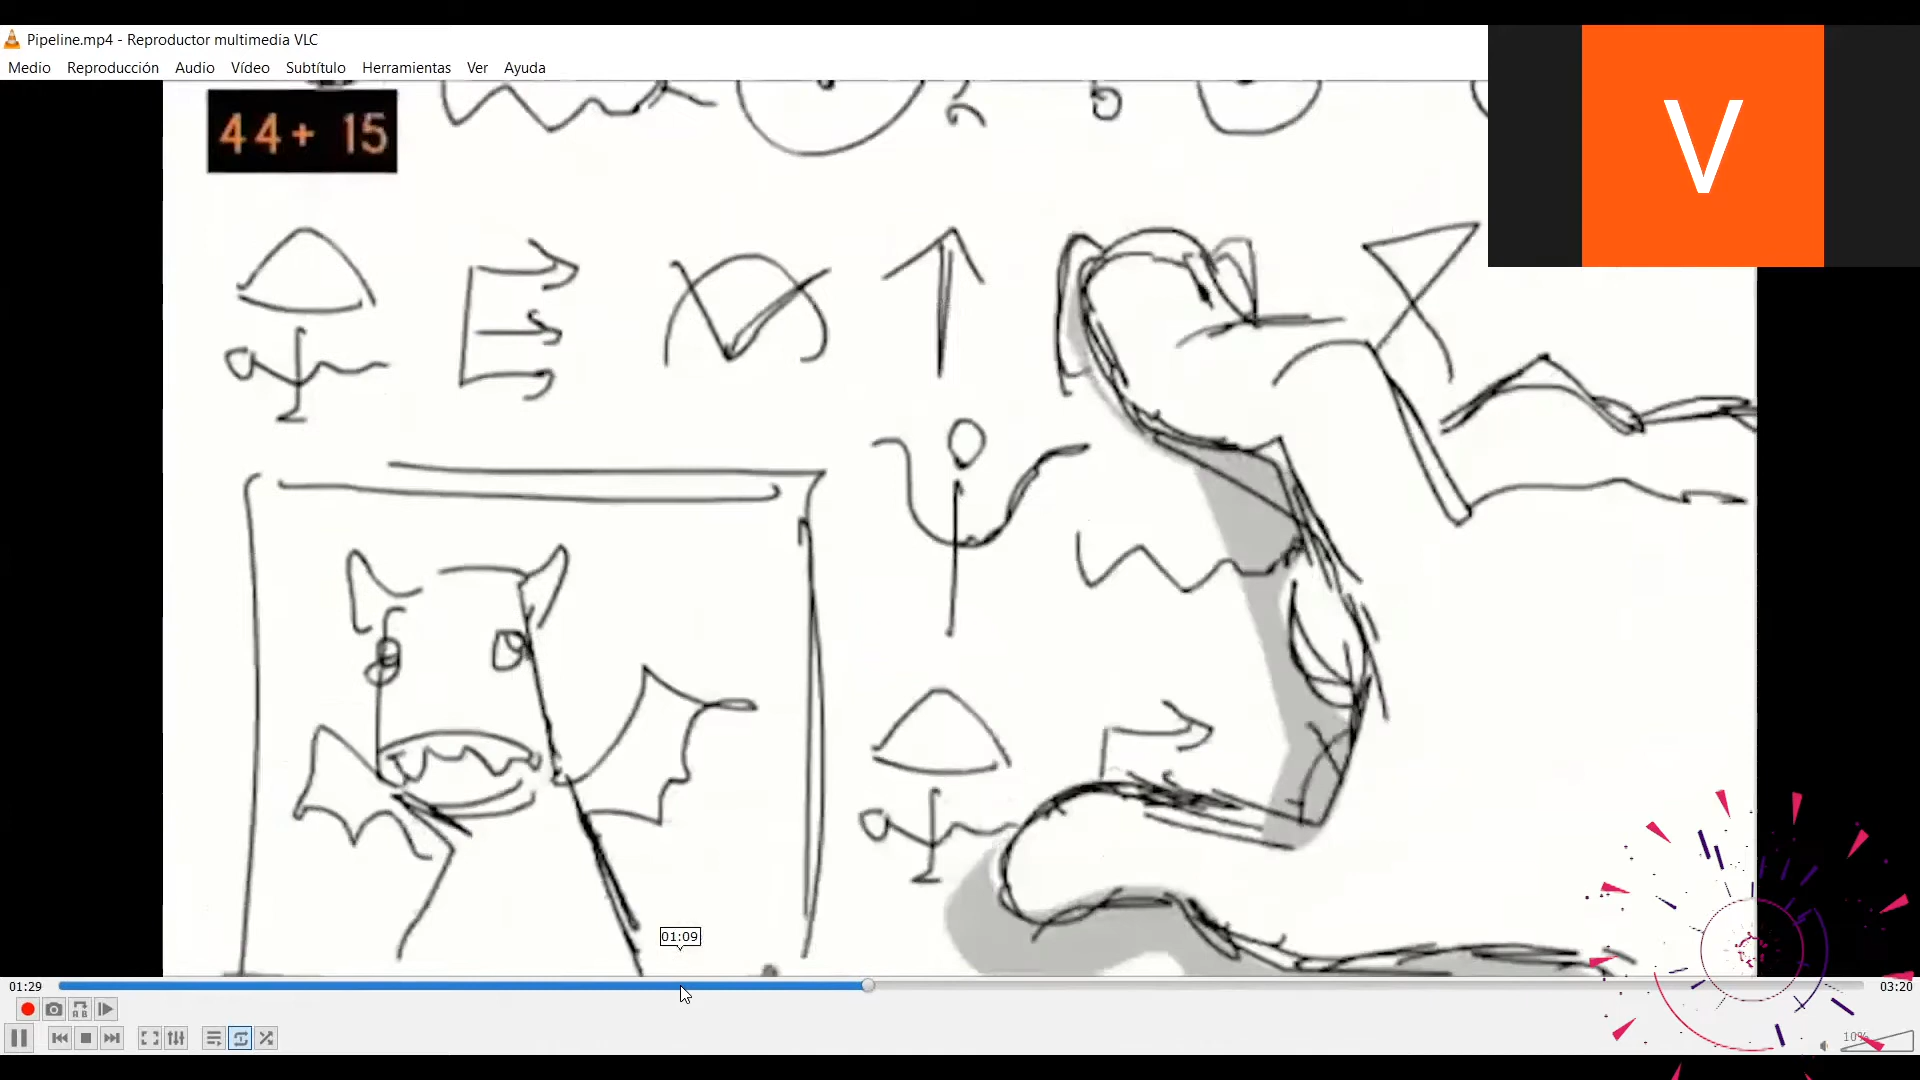 Pipeline.mp4 - Reproductor multimedia VLC
Medio Reproducción Audio Vídeo Subtítulo Herramientas Ver Ayuda
44+ 15
V
01:09
01:29
03:20
10%